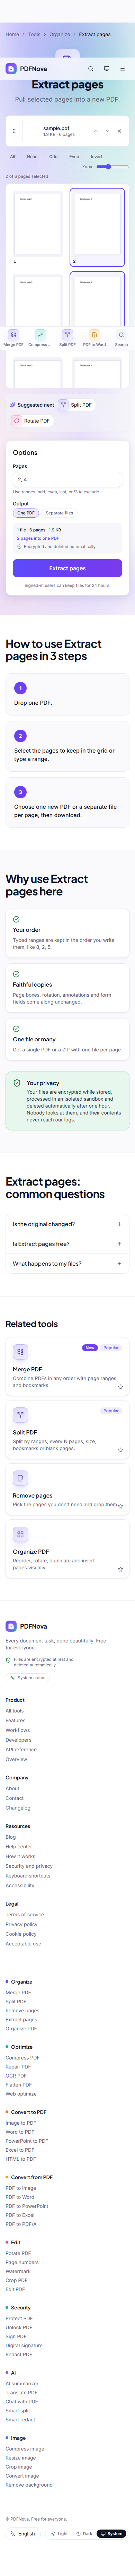 Home > Tools > Organize > Extract pages
PDFNova
Extract pages
Pull selected pages into a new PDF.
sample.pdf
1.9 KB · 6 pages
All None Odd Even Invert
Zoom
2 of 6 pages selected
1
2
Merge PDF Compress ... Split PDF PDF to Word Search
Suggested next Split PDF
Rotate PDF
Options
Pages
2, 4
Use ranges, odd, even, last, or !3 to exclude.
Output
One PDF Separate files
1 file · 6 pages · 1.9 KB
2 pages into one PDF
Encrypted and deleted automatically
Extract pages
Signed-in users can keep files for 24 hours.
How to use Extract
pages in 3 steps
1
Drop one PDF.
2
Select the pages to keep in the grid or
type a range.
3
Choose one new PDF or a separate file
per page, then download.
Why use Extract
pages here
Your order
Typed ranges are kept in the order you write
them, like 8, 2, 5.
Faithful copies
Page boxes, rotation, annotations and form
fields come along unchanged.
One file or many
Get a single PDF or a ZIP with one file per page.
Your privacy
Your files are encrypted while stored,
processed in an isolated sandbox and
deleted automatically after one hour.
Nobody looks at them, and their contents
never reach our logs.
Extract pages:
common questions
Is the original changed?
Is Extract pages free?
What happens to my files?
Related tools
New Popular
Merge PDF
Combine PDFs in any order with page ranges
and bookmarks.
Popular
Split PDF
Split by ranges, every N pages, size,
bookmarks or blank pages.
Remove pages
Pick the pages you don't need and drop them.
Organize PDF
Reorder, rotate, duplicate and insert
pages visually.
PDFNova
Every document task, done beautifully. Free
for everyone.
Files are encrypted at rest and
deleted automatically.
System status
Product
All tools
Features
Workflows
Developers
API reference
Overview
Company
About
Contact
Changelog
Resources
Blog
Help center
How it works
Security and privacy
Keyboard shortcuts
Accessibility
Legal
Terms of service
Privacy policy
Cookie policy
Acceptable use
Organize
Merge PDF
Split PDF
Remove pages
Extract pages
Organize PDF
Optimize
Compress PDF
Repair PDF
OCR PDF
Flatten PDF
Web optimize
Convert to PDF
Image to PDF
Word to PDF
PowerPoint to PDF
Excel to PDF
HTML to PDF
Convert from PDF
PDF to image
PDF to Word
PDF to PowerPoint
PDF to Excel
PDF to PDF/A
Edit
Rotate PDF
Page numbers
Watermark
Crop PDF
Edit PDF
Security
Protect PDF
Unlock PDF
Sign PDF
Digital signature
Redact PDF
AI
AI summarizer
Translate PDF
Chat with PDF
Smart split
Smart redact
Image
Compress image
Resize image
Crop image
Convert image
Remove background
© PDFNova. Free for everyone.
English Light Dark System